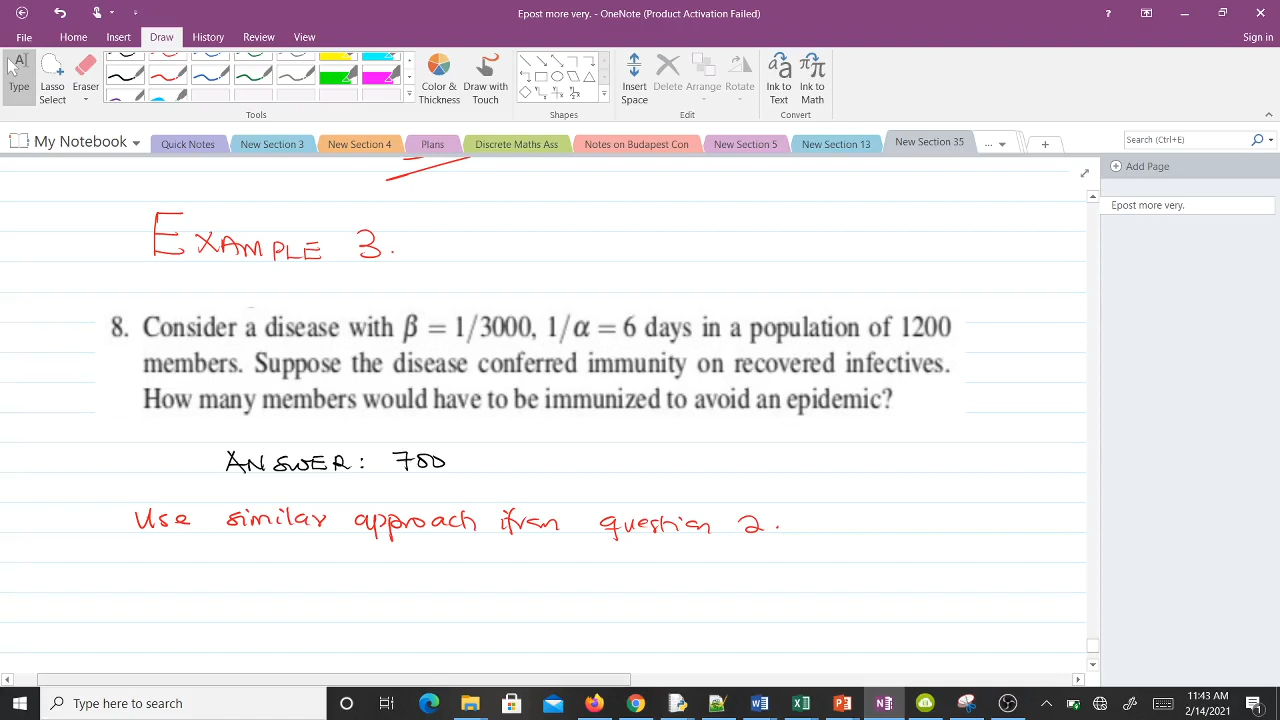 Epost more very. - OneNote (Product Activation Failed)
File Home Insert Draw History Review View Sign in
Type Lasso Select Eraser Color & Thickness Draw with Touch Insert Space Delete Arrange Rotate Ink to Text Ink to Math
Tools Shapes Edit Convert
My Notebook Quick Notes New Section 3 New Section 4 Plans Discrete Maths Ass Notes on Budapest Con New Section 5 New Section 13 New Section 35 ... Search (Ctrl+E)
Add Page
Epost more very.
EXAMPLE 3.
8. Consider a disease with β = 1/3000, 1/α = 6 days in a population of 1200
members. Suppose the disease conferred immunity on recovered infectives.
How many members would have to be immunized to avoid an epidemic?
ANSWER: 700
Use similar approach question 2.
Type here to search
11:43 AM
2/14/2021